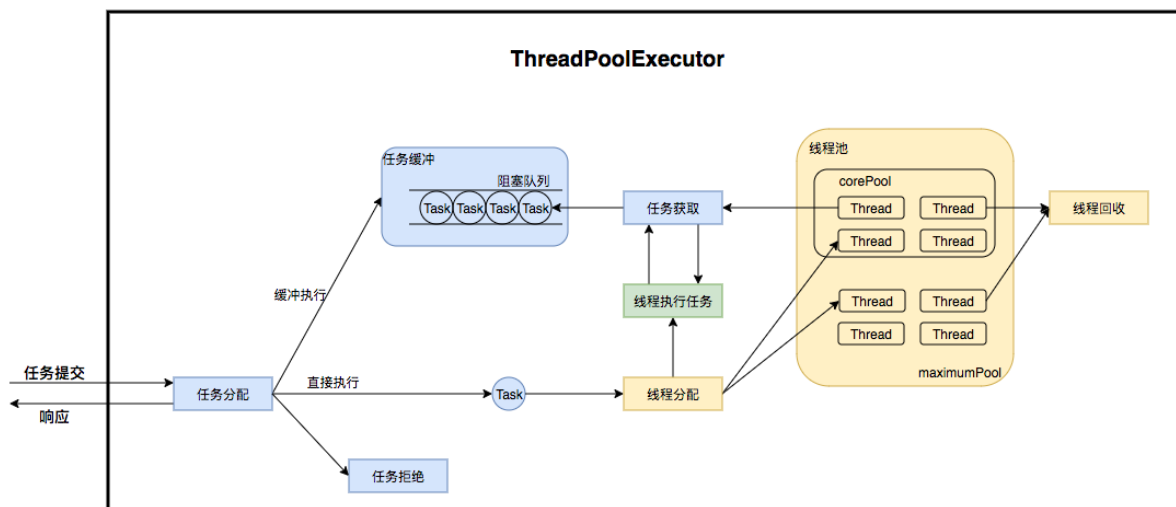 ThreadPoolExecutor
任务缓冲
阻塞队列
Task Task Task Task
任务获取
线程池
corePool
Thread Thread
Thread Thread
线程回收
缓冲执行
线程执行任务
Thread Thread
Thread Thread
maximumPool
任务提交
响应
任务分配
直接执行
Task
线程分配
任务拒绝